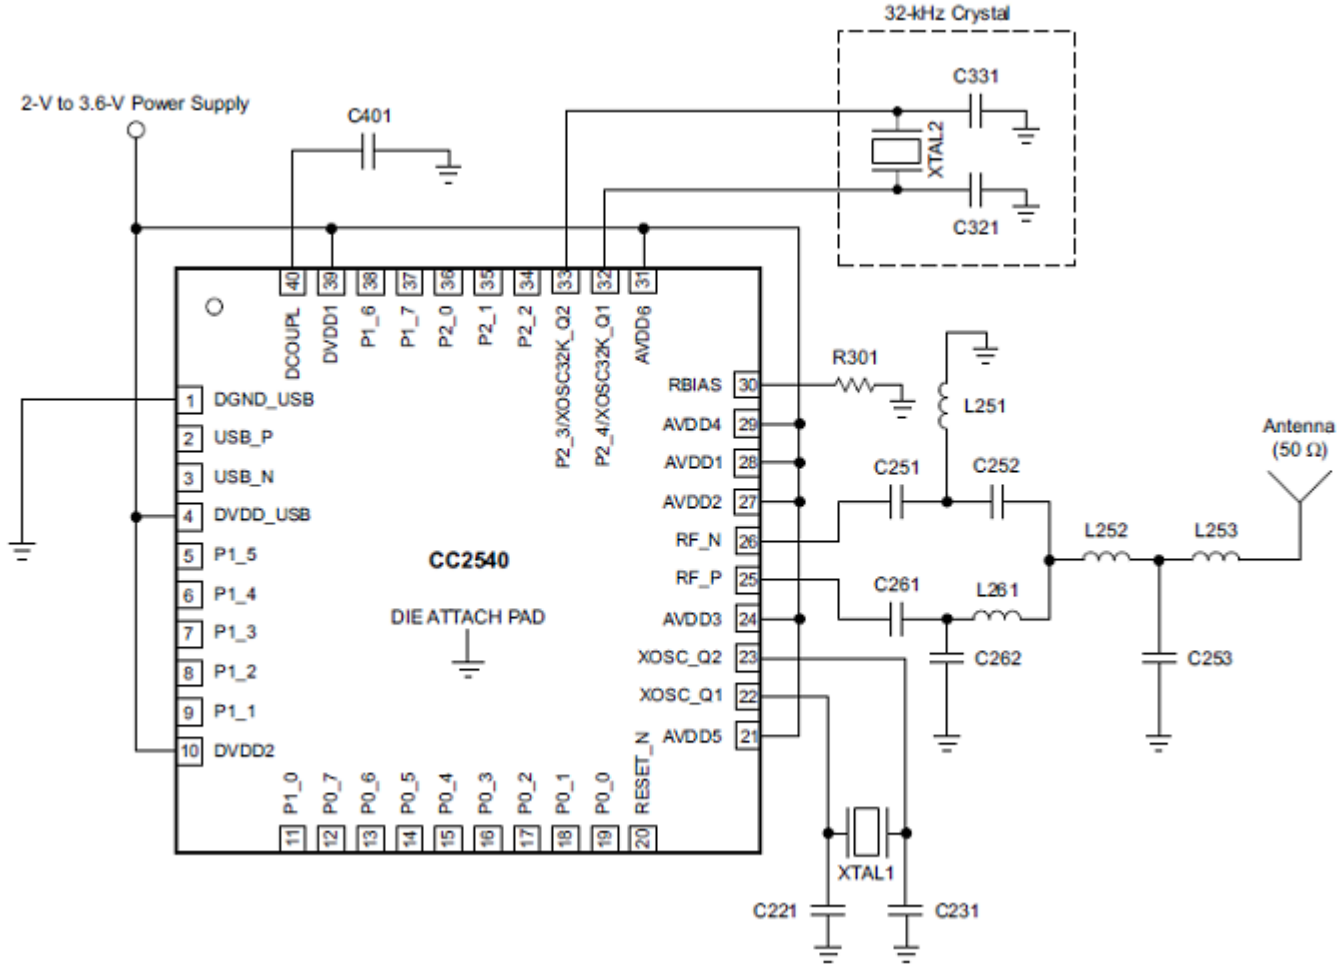 32-kHz Crystal
2-V to 3.6-V Power Supply
C401
C331
XTAL2
C321
40
39
38
37
36
35
34
33
32
31
DCOUPL
DVDD1
P1_6
P1_7
P2_0
P2_1
P2_2
P2_3/XOSC32K_Q2
P2_4/XOSC32K_Q1
AVDD6
1 DGND_USB
2 USB_P
3 USB_N
4 DVDD_USB
5 P1_5
6 P1_4
7 P1_3
8 P1_2
9 P1_1
10 DVDD2
CC2540
DIE ATTACH PAD
RBIAS 30
AVDD4 29
AVDD1 28
AVDD2 27
RF_N 26
RF_P 25
AVDD3 24
XOSC_Q2 23
XOSC_Q1 22
AVDD5 21
R301
L251
C251
C252
Antenna
(50 Ω)
L252
L253
C261
L261
C262
C253
P1_0
P0_7
P0_6
P0_5
P0_4
P0_3
P0_2
P0_1
P0_0
RESET_N
11
12
13
14
15
16
17
18
19
20
XTAL1
C221
C231